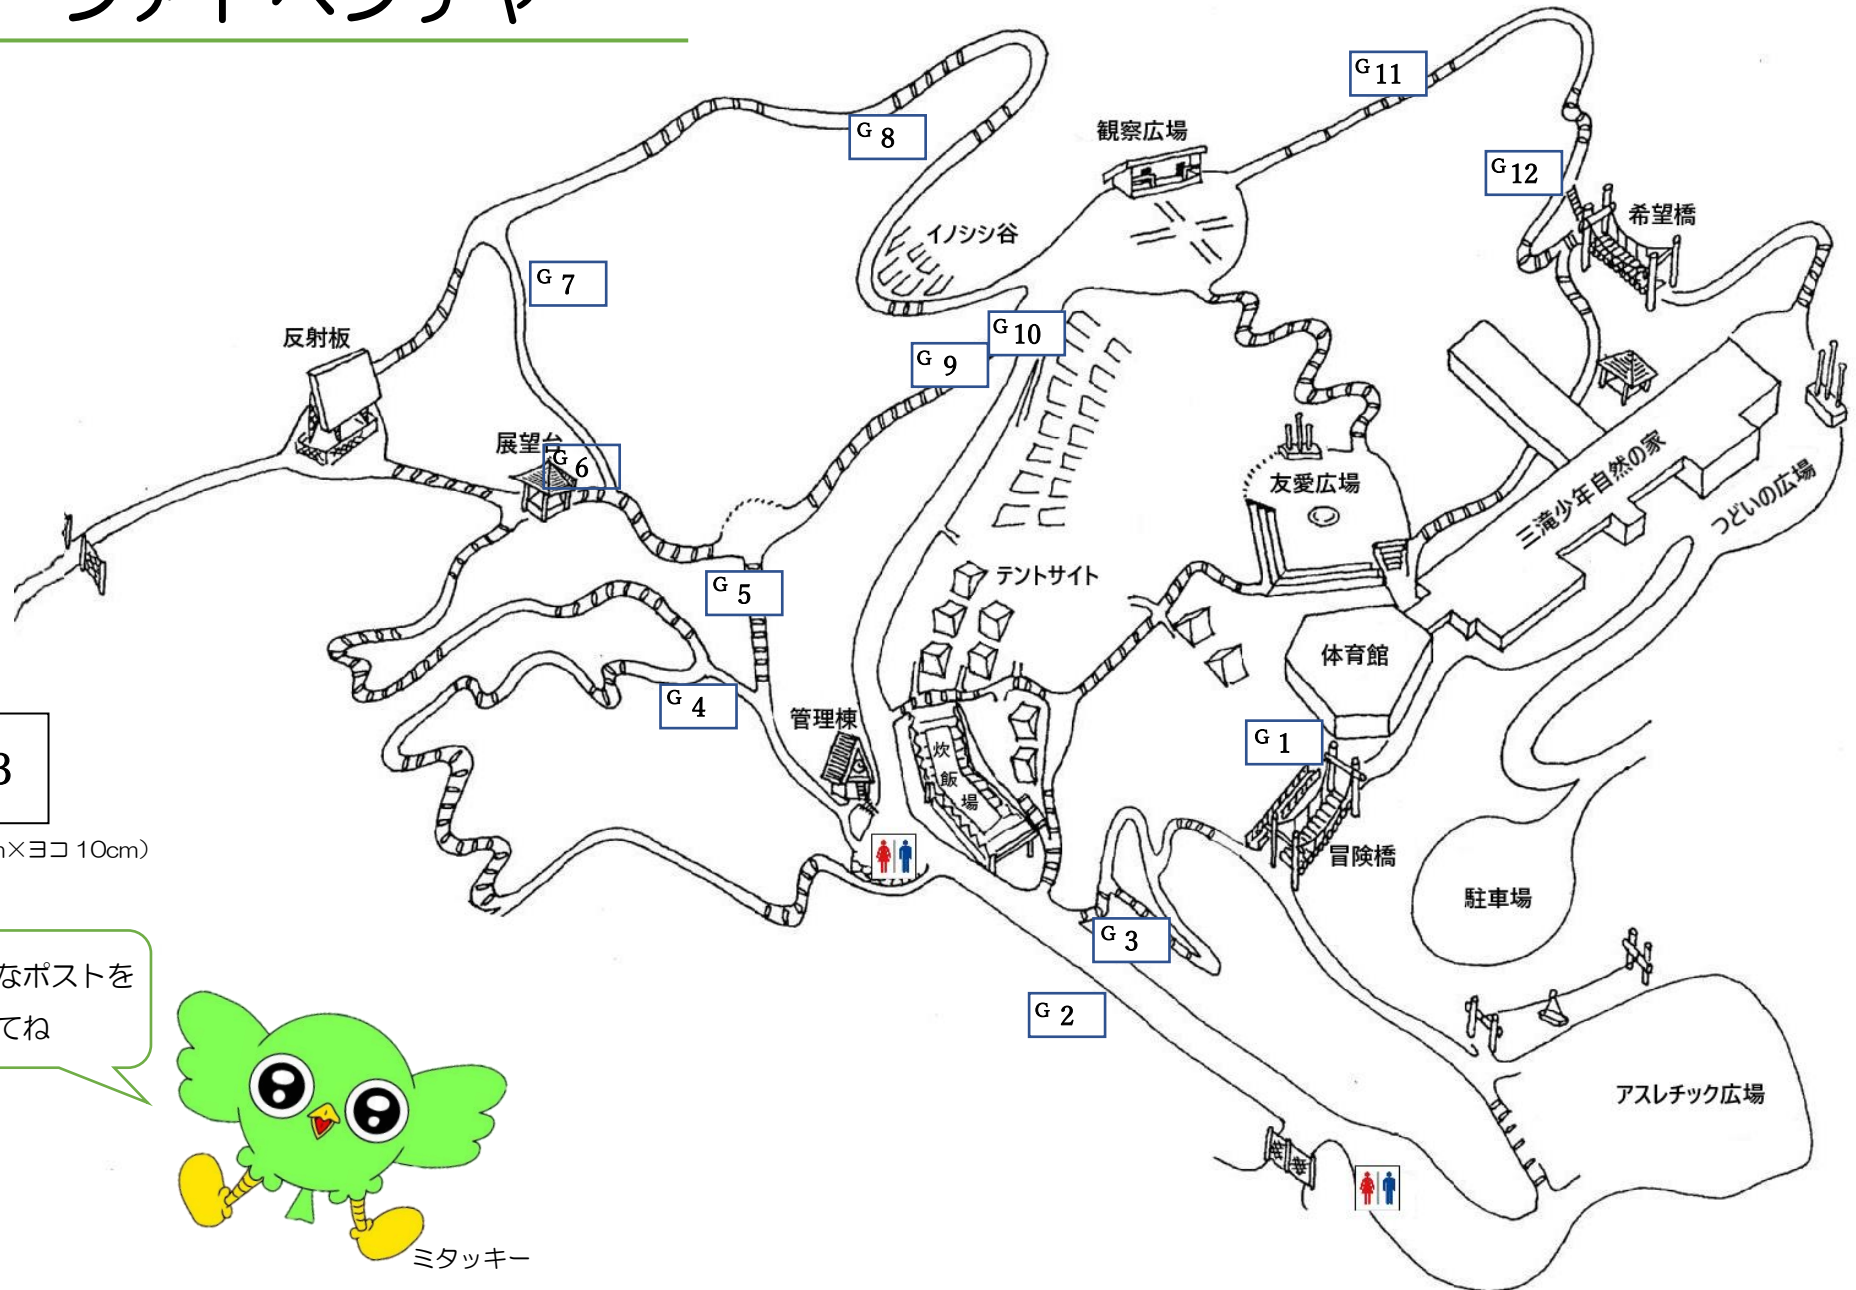 G 11
観察広場
G 8
G 12
希望橋
イノシシ谷
G 7
反射板
G 10
G 9
展望台
G 6
友愛広場
三滝少年自然の家
つどいの広場
テントサイト
G 5
体育館
G 4
管理棟
G 1
炊飯場
3
×ヨコ 10cm）
冒険橋
駐車場
G 3
なポストを
てね
G 2
アスレチック広場
ミタッキー